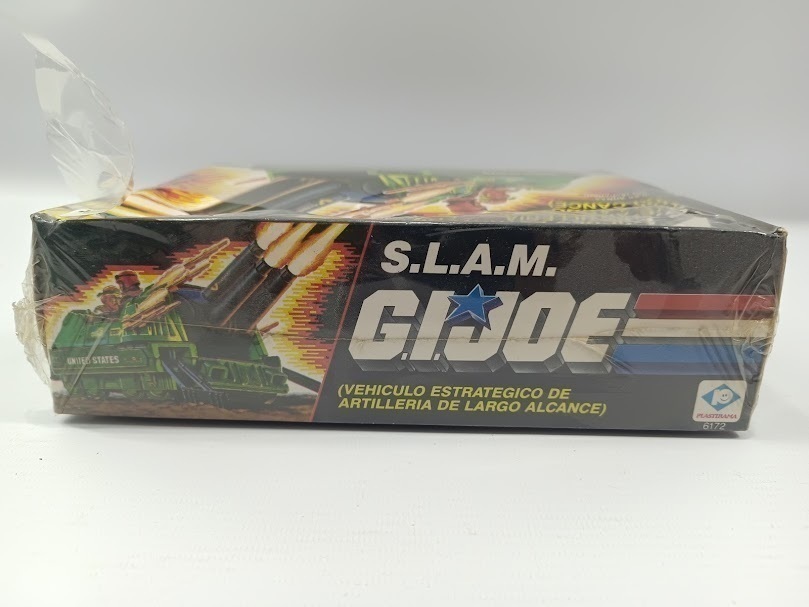 S.L.A.M.
G.I.JOE
(VEHICULO ESTRATEGICO DE
ARTILLERIA DE LARGO ALCANCE)
UNITED STATES
PLASTIRAMA
6172